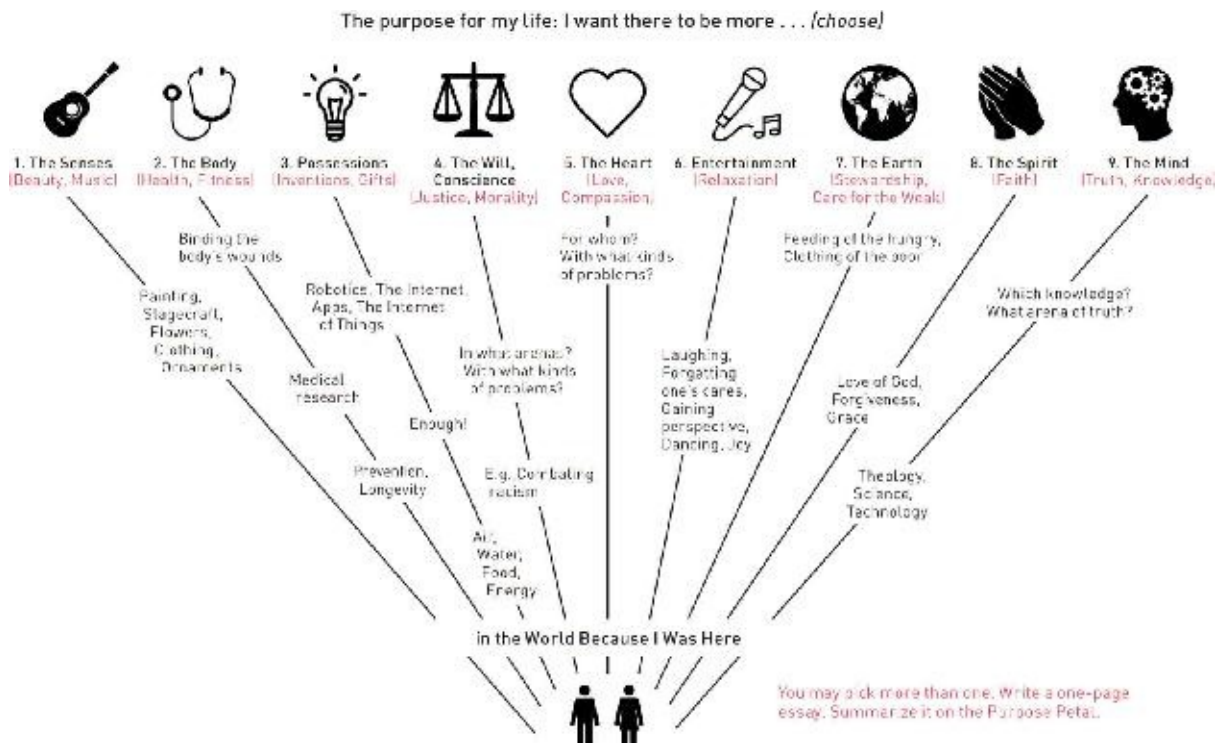 The purpose for my life: I want there to be more . . . (choose)
1. The Senses
(Beauty, Music)
2. The Body
(Health, Fitness)
3. Possessions
(Inventions, Gifts)
4. The Will,
Conscience
(Justice, Morality)
5. The Heart
(Love,
Compassion)
6. Entertainment
(Relaxation)
7. The Earth
(Stewardship,
Care for the Weak)
8. The Spirit
(Faith)
9. The Mind
(Truth, Knowledge)
Painting,
Stagecraft,
Flowers,
Clothing,
Ornaments
Binding the
body's wounds
Medical
research
Prevention,
Longevity
Robotics, The Internet,
Apps, The Internet
of Things
Enough!
Air,
Water,
Food,
Energy
In what arenas?
With what kinds
of problems?
E.g. Combating
racism
For whom?
With what kinds
of problems?
Laughing,
Forgetting
one's cares,
Gaining
perspective,
Dancing, Joy
Feeding of the hungry,
Clothing of the poor
Love of God,
Forgiveness,
Grace
Which knowledge?
What arena of truth?
Theology,
Science,
Technology
in the World Because I Was Here
You may pick more than one. Write a one-page
essay. Summarize it on the Purpose Petal.